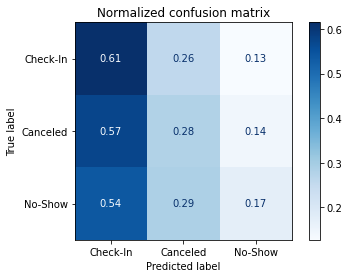 Normalized confusion matrix
Check-In 0.61 0.26 0.13 0.6
0.5
Canceled 0.57 0.28 0.14 0.4
True label
0.3
No-Show 0.54 0.29 0.17 0.2
Check-In Canceled No-Show
Predicted label